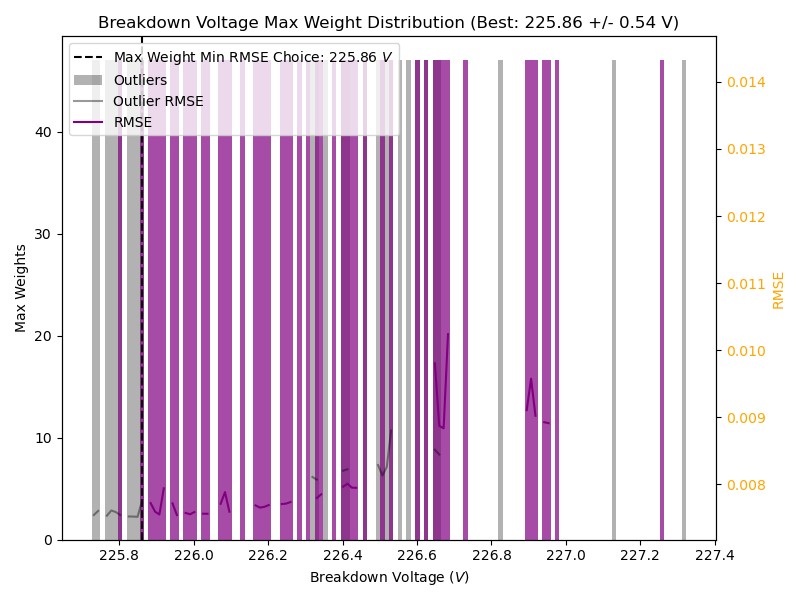 Breakdown Voltage Max Weight Distribution (Best: 225.86 +/- 0.54 V)
Max Weight Min RMSE Choice: 225.86 V
Outliers
Outlier RMSE
RMSE
Max Weights
0
10
20
30
40
RMSE
0.014
0.013
0.012
0.011
0.010
0.009
0.008
225.8
226.0
226.2
226.4
226.6
226.8
227.0
227.2
227.4
Breakdown Voltage (V)